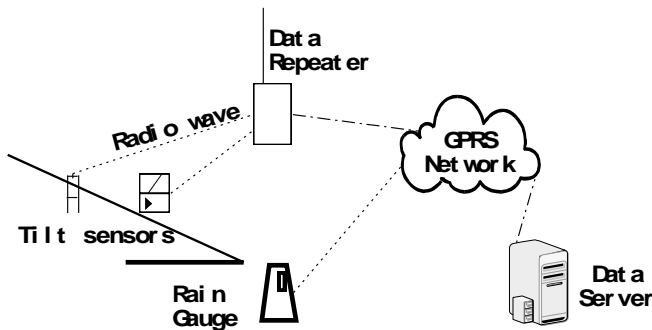 Data
Repeater
Radio wave
GPRS
Network
Tilt sensors
Rain
Gauge
Data
Server